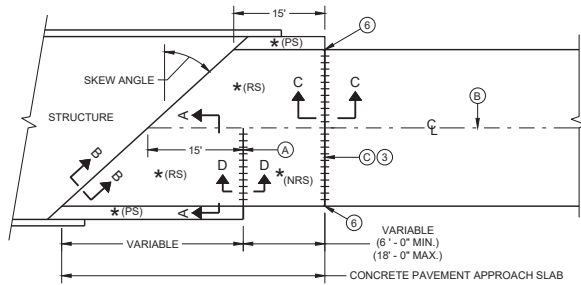 15'
6
*(PS)
SKEW ANGLE
*(RS)
C
C
B
STRUCTURE
A
CL
15'
A
B
B
D
D
C 3
*(RS)
*(NRS)
*(PS)
A
6
VARIABLE
VARIABLE
(6 ' - 0" MIN.)
(18' - 0" MAX.)
CONCRETE PAVEMENT APPROACH SLAB